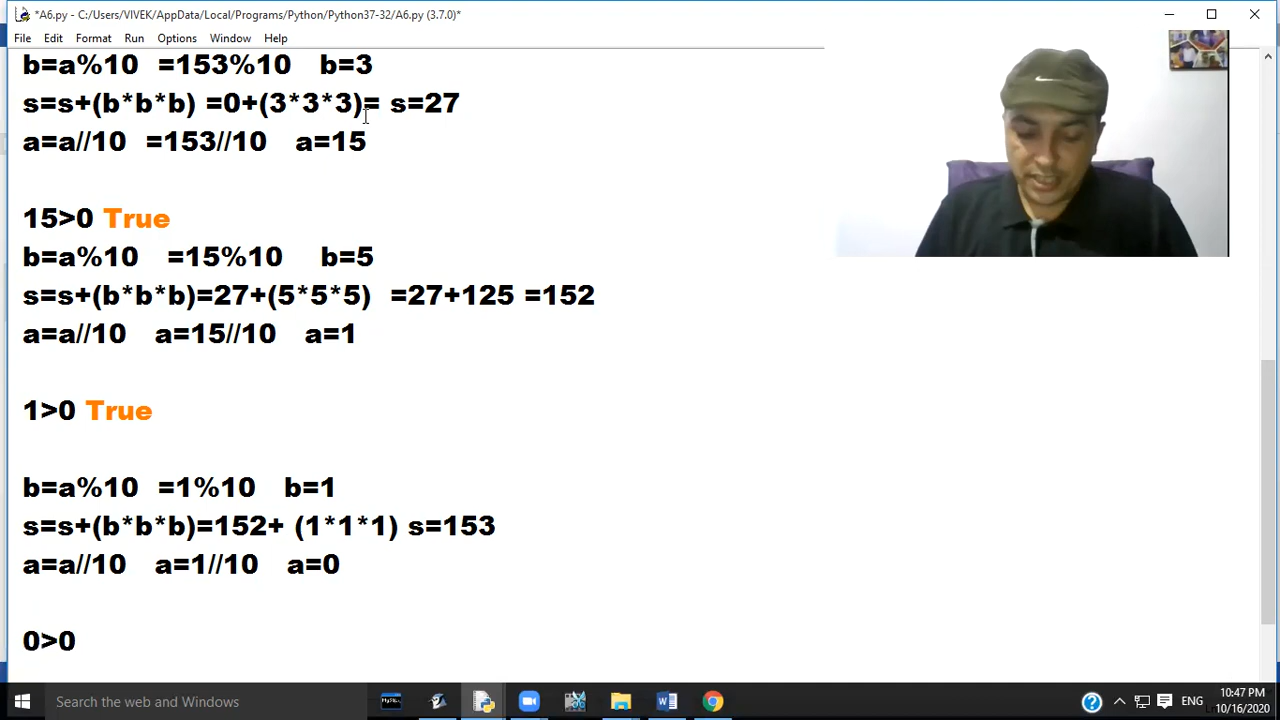 *A6.py - C:/Users/VIVEK/AppData/Local/Programs/Python/Python37-32/A6.py (3.7.0)*
File Edit Format Run Options Window Help
b=a%10 =153%10 b=3
s=s+(b*b*b) =0+(3*3*3)= s=27
a=a//10 =153//10 a=15
15>0 True
b=a%10 =15%10 b=5
s=s+(b*b*b)=27+(5*5*5) =27+125 =152
a=a//10 a=15//10 a=1
1>0 True
b=a%10 =1%10 b=1
s=s+(b*b*b)=152+ (1*1*1) s=153
a=a//10 a=1//10 a=0
0>0
Search the web and Windows
ENG
10:47 PM
10/16/2020